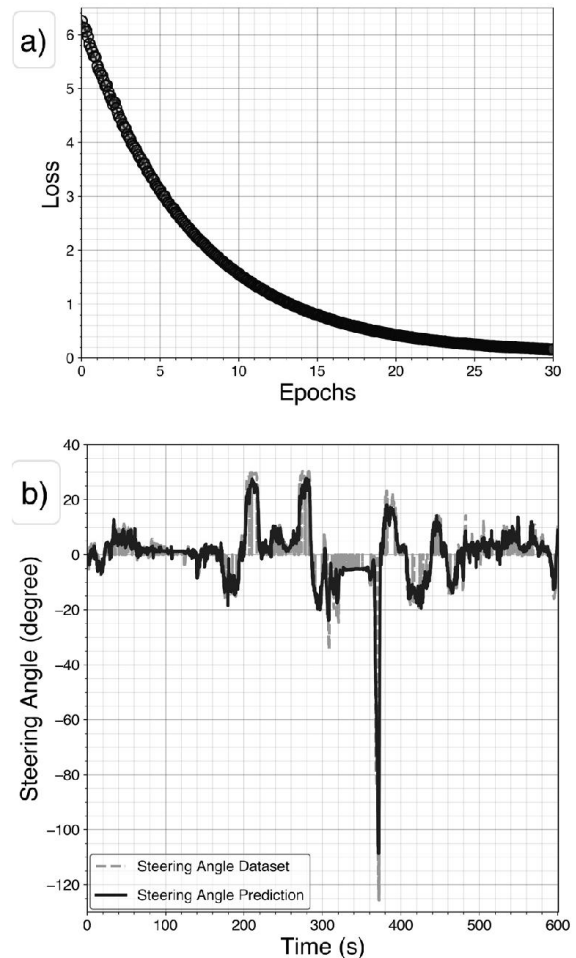 a)
Loss
6
5
4
3
2
1
0
0 5 10 15 20 25 30
Epochs
b)
Steering Angle (degree)
40
20
0
−20
−40
−60
−80
−100
−120
Steering Angle Dataset
Steering Angle Prediction
0 100 200 300 400 500 600
Time (s)